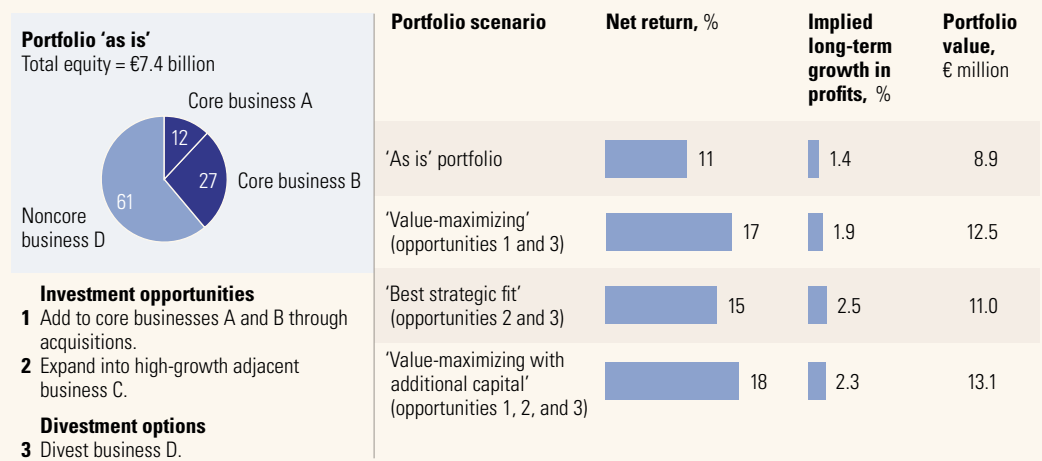 Portfolio ‘as is’
Total equity = €7.4 billion
Core business A
12
27
Core business B
61
Noncore
business D
Investment opportunities
1 Add to core businesses A and B through
acquisitions.
2 Expand into high-growth adjacent
business C.
Divestment options
3 Divest business D.
Portfolio scenario
Net return, %
Implied
long-term
growth in
profits, %
Portfolio
value,
€ million
‘As is’ portfolio
11
1.4
8.9
‘Value-maximizing’
(opportunities 1 and 3)
17
1.9
12.5
‘Best strategic fit’
(opportunities 2 and 3)
15
2.5
11.0
‘Value-maximizing with
additional capital’
(opportunities 1, 2, and 3)
18
2.3
13.1